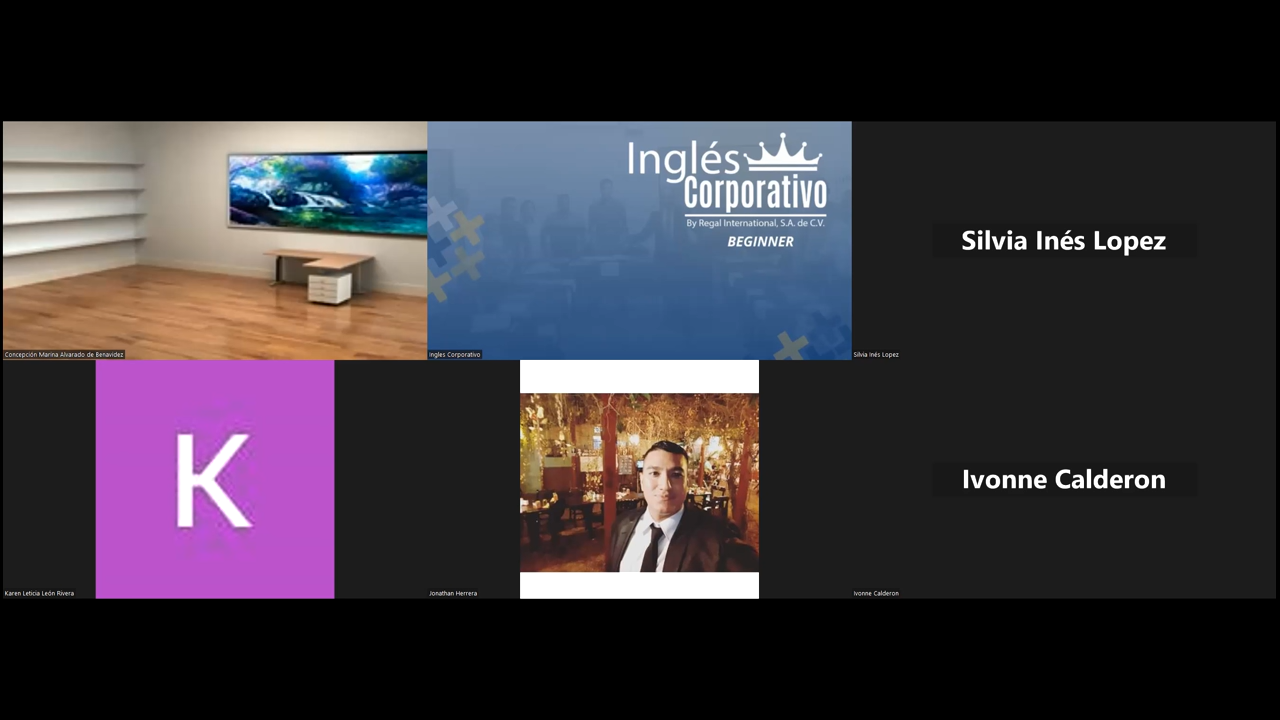 Inglés
Corporativo
By Regal International, S.A. de C.V.
BEGINNER
Silvia Inés Lopez
Concepción Marina Alvarado de Benavidez
Ingles Corporativo
Silvia Inés Lopez
K
Ivonne Calderon
Karen Leticia León Rivera
Jonathan Herrera
Ivonne Calderon